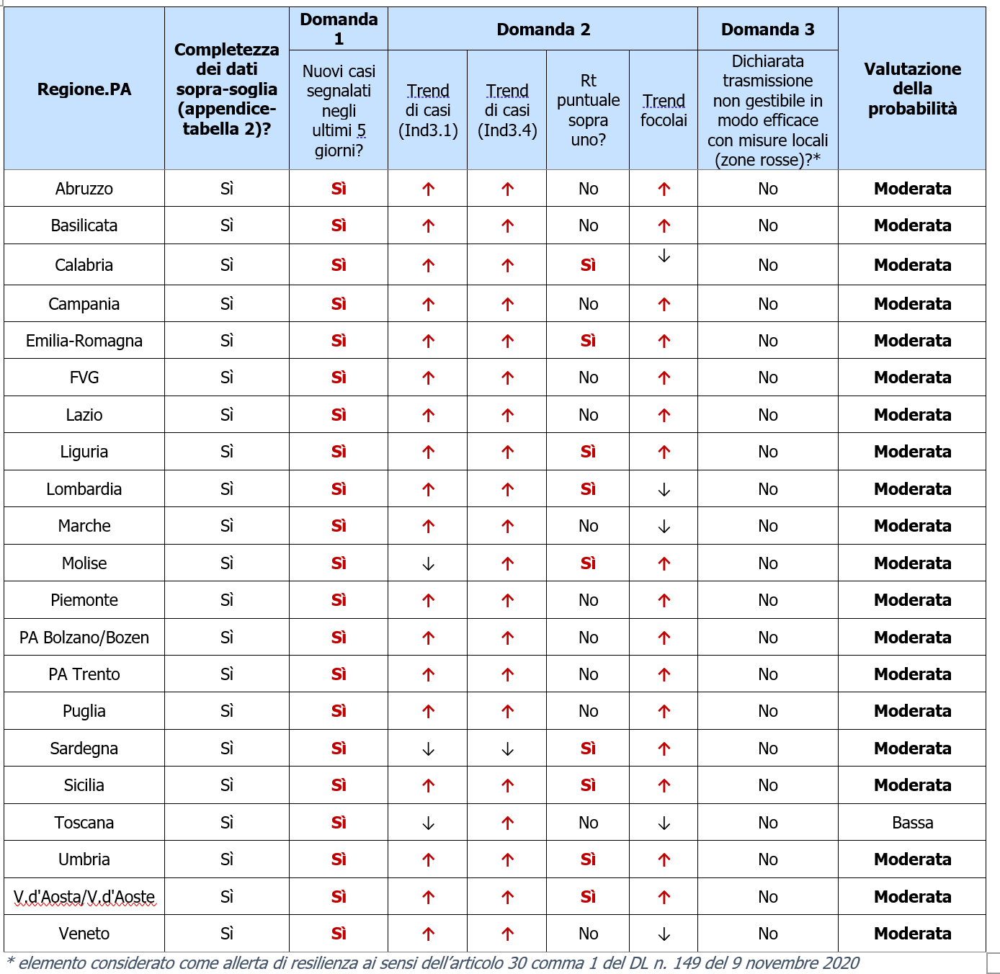 Regione.PA | Completezza dei dati sopra-soglia (appendice-tabella 2)? | Domanda 1 | Domanda 2 | Domanda 3 | Valutazione della probabilità
Nuovi casi segnalati negli ultimi 5 giorni? | Trend di casi (Ind3.1) | Trend di casi (Ind3.4) | Rt puntuale sopra uno? | Trend focolai | Dichiarata trasmissione non gestibile in modo efficace con misure locali (zone rosse)?*
Abruzzo | Sì | Sì | ↑ | ↑ | No | ↑ | No | Moderata
Basilicata | Sì | Sì | ↑ | ↑ | No | ↑ | No | Moderata
Calabria | Sì | Sì | ↑ | ↑ | Sì | ↓ | No | Moderata
Campania | Sì | Sì | ↑ | ↑ | No | ↑ | No | Moderata
Emilia-Romagna | Sì | Sì | ↑ | ↑ | Sì | ↑ | No | Moderata
FVG | Sì | Sì | ↑ | ↑ | No | ↑ | No | Moderata
Lazio | Sì | Sì | ↑ | ↑ | No | ↑ | No | Moderata
Liguria | Sì | Sì | ↑ | ↑ | Sì | ↑ | No | Moderata
Lombardia | Sì | Sì | ↑ | ↑ | Sì | ↓ | No | Moderata
Marche | Sì | Sì | ↑ | ↑ | No | ↓ | No | Moderata
Molise | Sì | Sì | ↓ | ↑ | Sì | ↑ | No | Moderata
Piemonte | Sì | Sì | ↑ | ↑ | No | ↑ | No | Moderata
PA Bolzano/Bozen | Sì | Sì | ↑ | ↑ | No | ↑ | No | Moderata
PA Trento | Sì | Sì | ↑ | ↑ | No | ↑ | No | Moderata
Puglia | Sì | Sì | ↑ | ↑ | No | ↑ | No | Moderata
Sardegna | Sì | Sì | ↓ | ↓ | Sì | ↑ | No | Moderata
Sicilia | Sì | Sì | ↑ | ↑ | Sì | ↑ | No | Moderata
Toscana | Sì | Sì | ↓ | ↑ | No | ↓ | No | Bassa
Umbria | Sì | Sì | ↑ | ↑ | Sì | ↑ | No | Moderata
V.d'Aosta/V.d'Aoste | Sì | Sì | ↑ | ↑ | Sì | ↑ | No | Moderata
Veneto | Sì | Sì | ↑ | ↑ | No | ↓ | No | Moderata
* elemento considerato come allerta di resilienza ai sensi dell’articolo 30 comma 1 del DL n. 149 del 9 novembre 2020